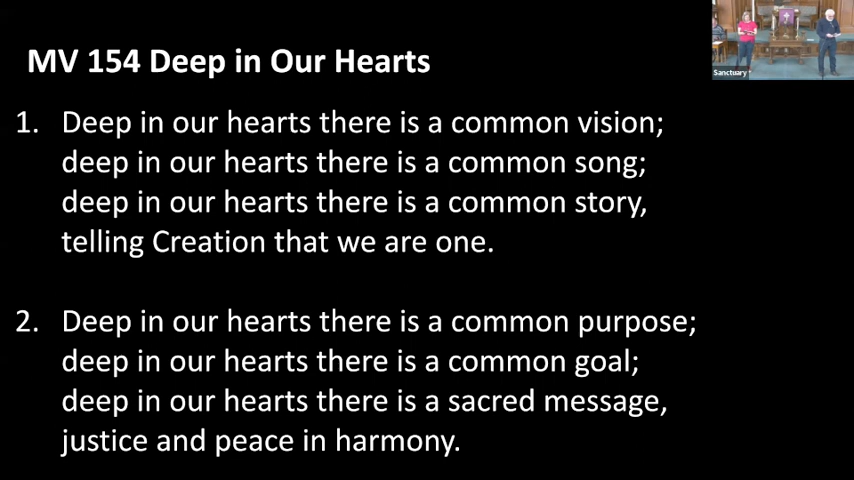 Sanctuary
MV 154 Deep in Our Hearts
1. Deep in our hearts there is a common vision;
deep in our hearts there is a common song;
deep in our hearts there is a common story,
telling Creation that we are one.
2. Deep in our hearts there is a common purpose;
deep in our hearts there is a common goal;
deep in our hearts there is a sacred message,
justice and peace in harmony.